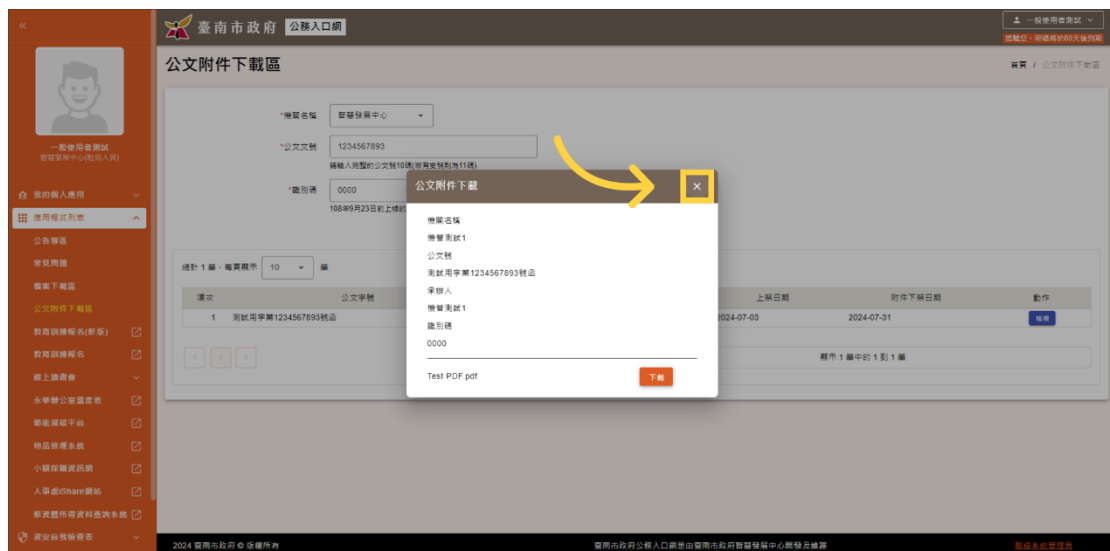 «
臺南市政府 公務入口網
一般使用者測試
提醒您，密碼將於80天後到期
公文附件下載區
首頁 / 公文附件下載區
一般使用者測試
智慧發展中心(駐府人員)
我的個人應用
應用程式列表
公告專區
常見問題
檔案下載區
公文附件下載區
教育訓練報名(新版)
教育訓練報名
線上讀書會
永華辦公室溫度表
節能減碳平台
物品管理系統
小額採購資訊網
人事處iShare網站
薪資暨所得資料查詢系統
資安自我檢查表
*機關名稱 智慧發展中心
*公文文號 1234567893
請輸入完整的公文號10碼(若有支號則為11碼)
*識別碼 0000
108年9月23日前上線的
總計 1 筆，每頁顯示 10 筆
項次 公文字號 上架日期 附件下架日期 動作
1 測試用字第1234567893號函 2024-07-03 2024-07-31 檢視
‹ 1 ›
顯示 1 筆中的 1 到 1 筆
公文附件下載 ×
機關名稱
機管測試1
公文號
測試用字第1234567893號函
承辦人
機管測試1
識別碼
0000
Test PDF.pdf 下載
2024 臺南市政府 © 版權所有
臺南市政府公務入口網是由臺南市政府智慧發展中心開發及維護
聯絡系統管理員